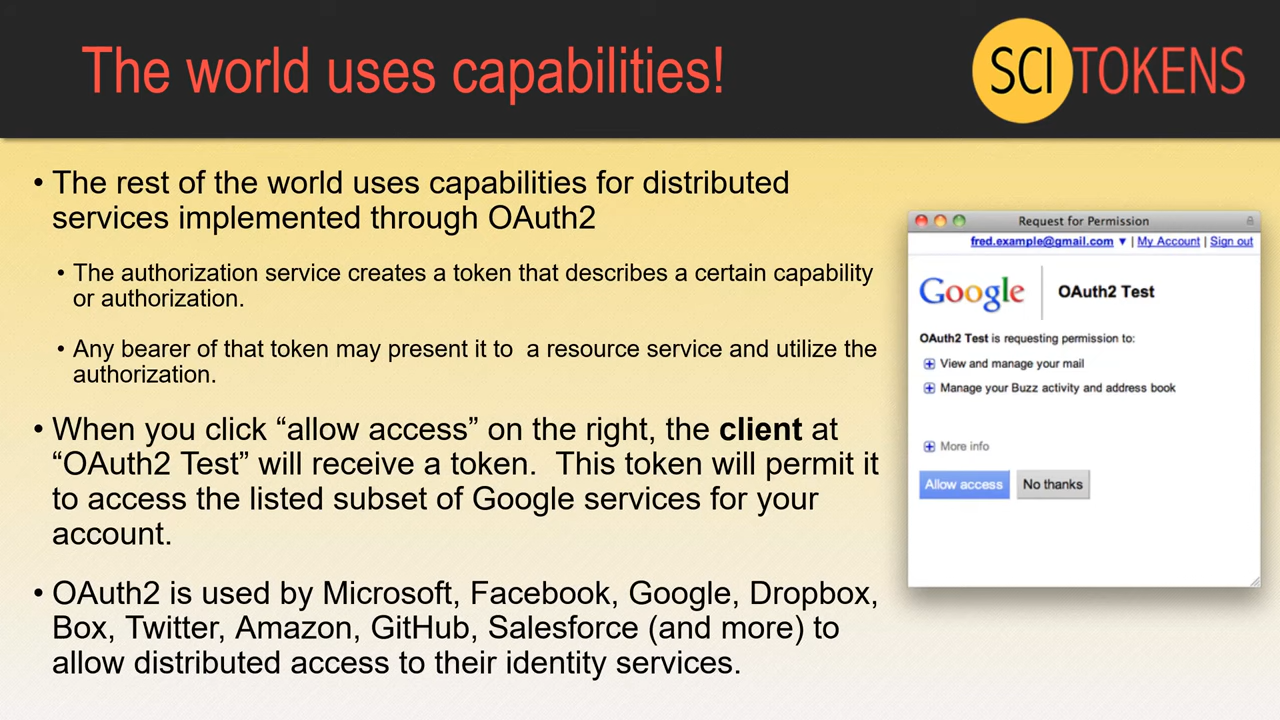 The world uses capabilities!
SCI TOKENS
• The rest of the world uses capabilities for distributed
services implemented through OAuth2
• The authorization service creates a token that describes a certain capability
or authorization.
• Any bearer of that token may present it to  a resource service and utilize the
authorization.
• When you click “allow access” on the right, the client at
“OAuth2 Test” will receive a token.  This token will permit it
to access the listed subset of Google services for your
account.
• OAuth2 is used by Microsoft, Facebook, Google, Dropbox,
Box, Twitter, Amazon, GitHub, Salesforce (and more) to
allow distributed access to their identity services.
Request for Permission
fred.example@gmail.com ▼ | My Account | Sign out
Google OAuth2 Test
OAuth2 Test is requesting permission to:
View and manage your mail
Manage your Buzz activity and address book
More info
Allow access No thanks